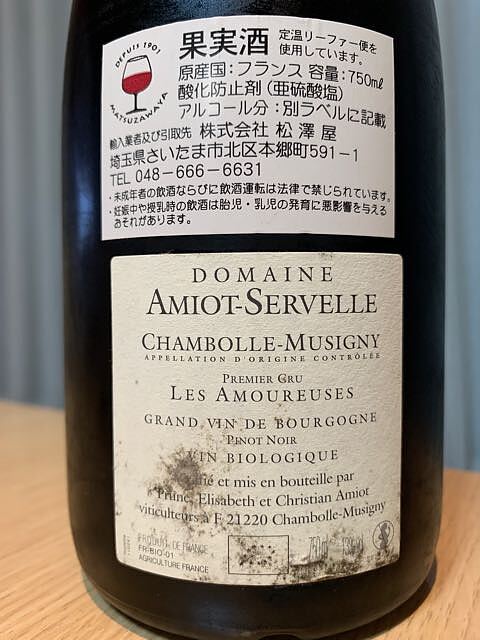 DEPUIS 1901
MATSUZAWAYA
果実酒 定温リーファー便を
使用しています。
原産国:フランス 容量:750㎖
酸化防止剤(亜硫酸塩)
アルコール分:別ラベルに記載
輸入業者及び引取先 株式会社 松澤屋
埼玉県さいたま市北区本郷町591-1
TEL 048-666-6631
・未成年者の飲酒ならびに飲酒運転は法律で禁じられています。
・妊娠中や授乳時の飲酒は胎児・乳児の発育に悪影響を与える
おそれがあります。
DOMAINE
AMIOT-SERVELLE
CHAMBOLLE-MUSIGNY
APPELLATION D'ORIGINE CONTRÔLÉE
PREMIER CRU
LES AMOUREUSES
GRAND VIN DE BOURGOGNE
PINOT NOIR
VIN BIOLOGIQUE
et mis en bouteille par
Prune, Elisabeth et Christian Amiot
viticulteurs à F 21220 Chambolle-Musigny
PRODUIT DE FRANCE
FR-BIO-01
AGRICULTURE FRANCE
750ml